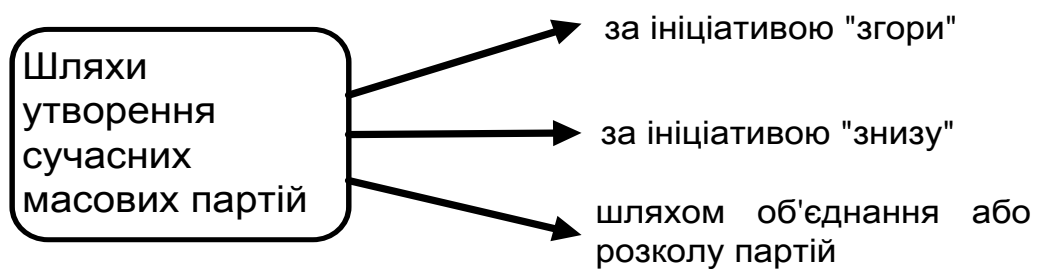 Шляхи
утворення
сучасних
масових партій
за ініціативою "згори"
за ініціативою "знизу"
шляхом об'єднання або
розколу партій